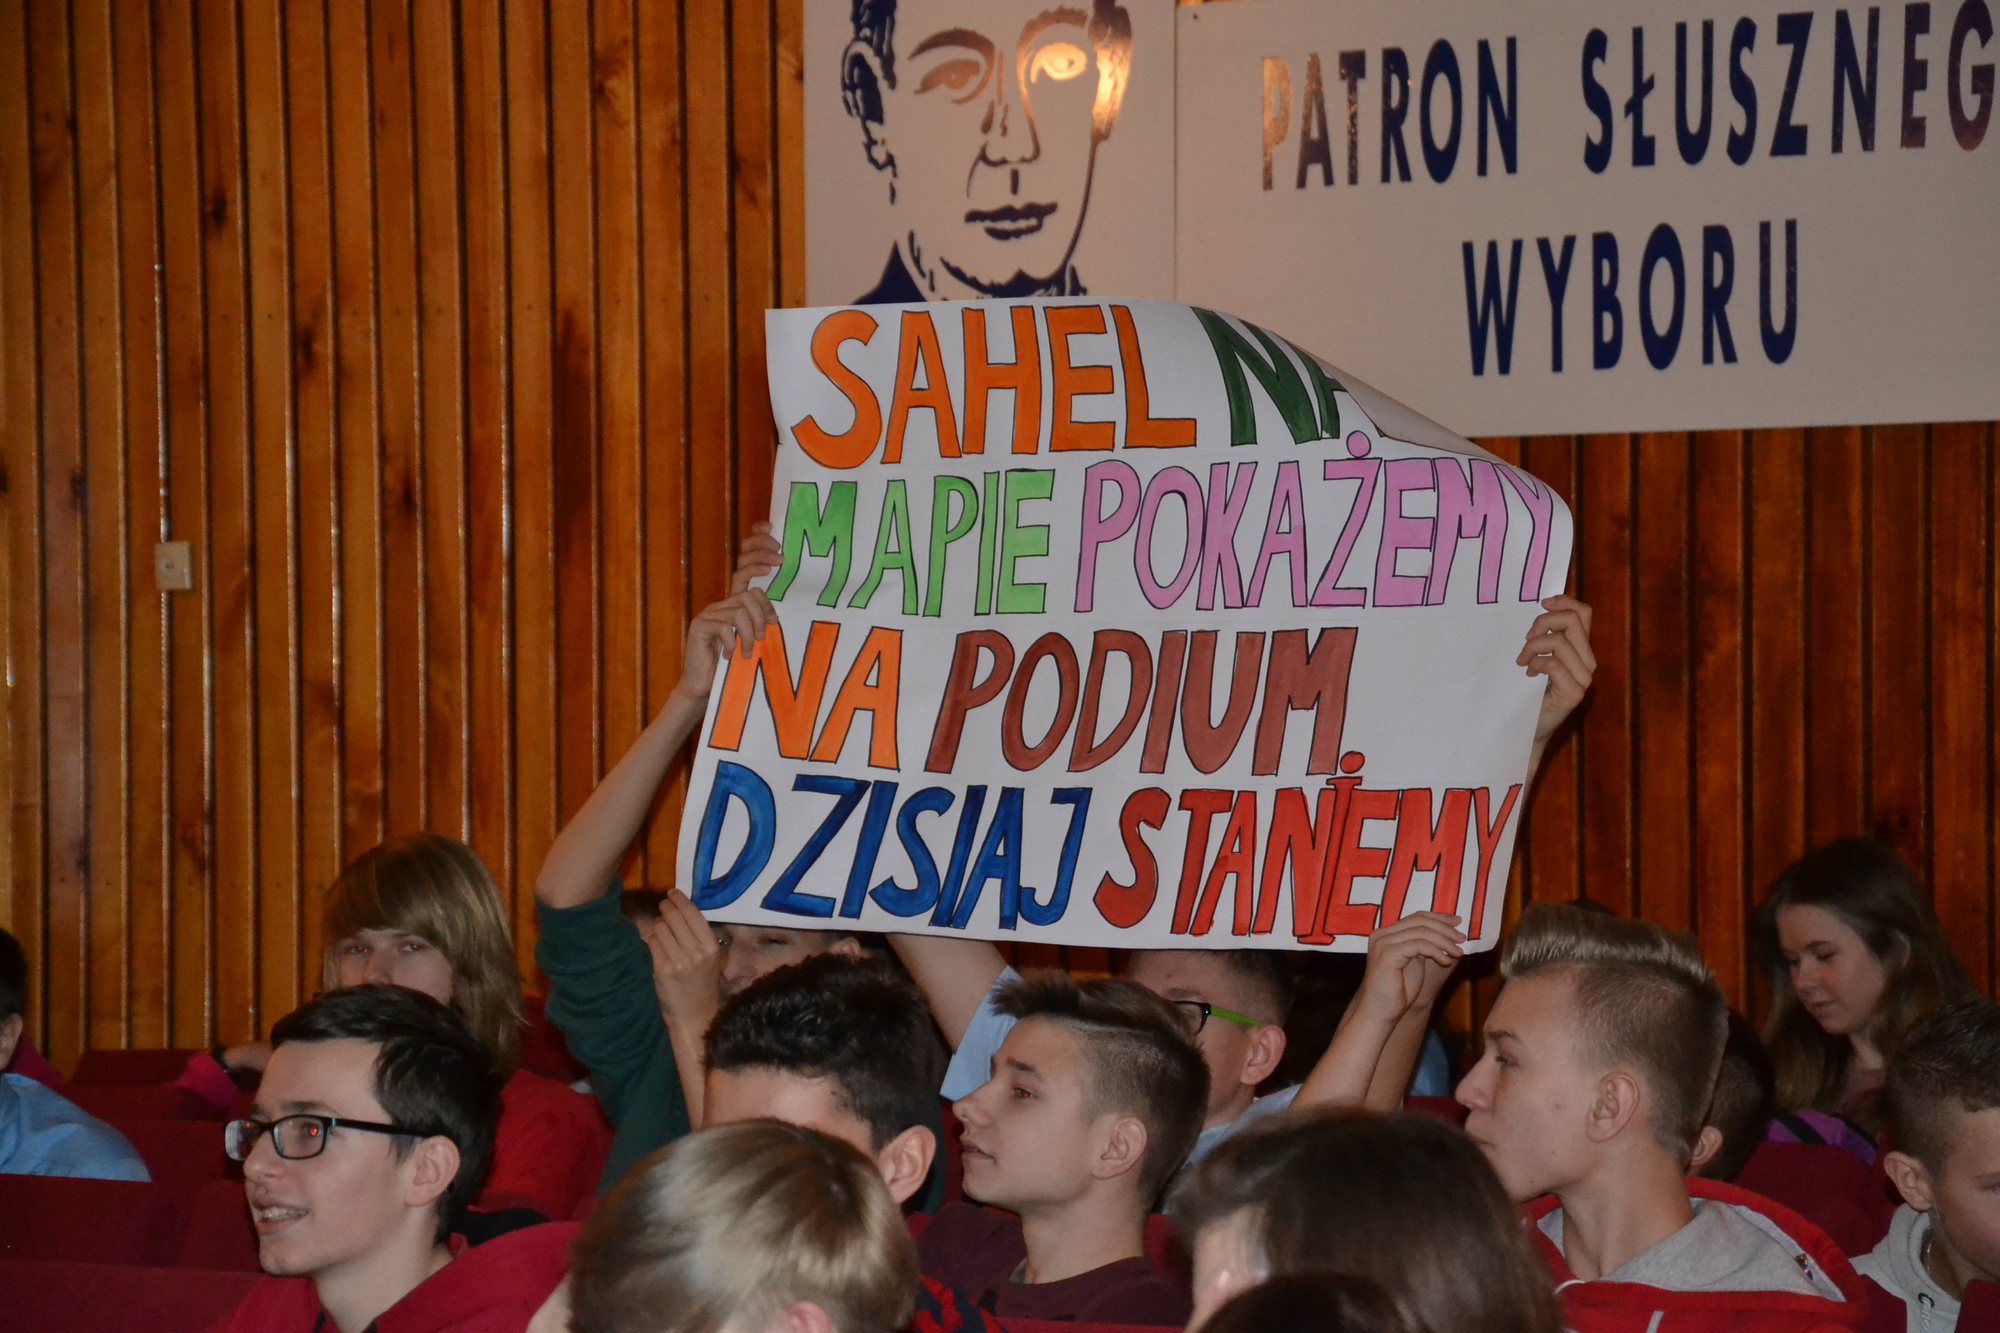 PATRON SŁUSZNEG
WYBORU
SAHEL NA
MAPIE POKAŻEMY
NA PODIUM
DZISIAJ STANIEMY